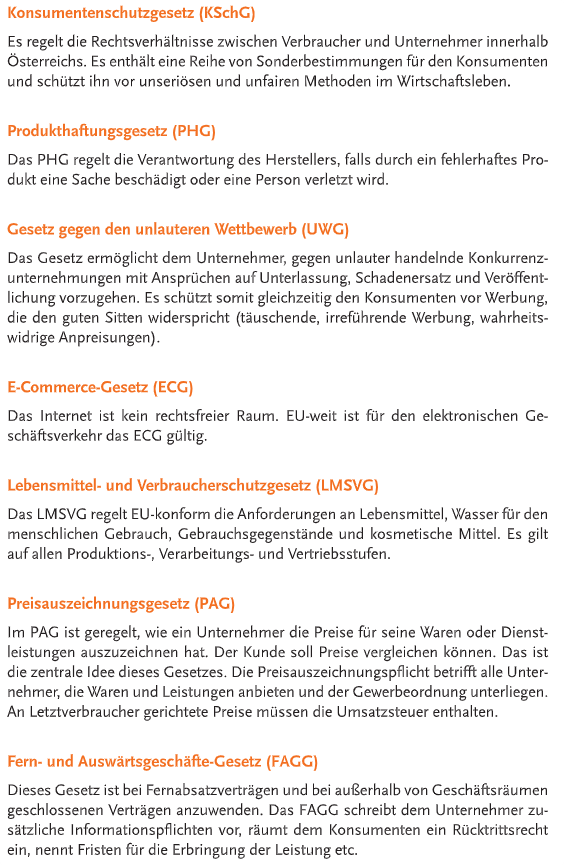 Konsumentenschutzgesetz (KSchG)
Es regelt die Rechtsverhältnisse zwischen Verbraucher und Unternehmer innerhalb
Österreichs. Es enthält eine Reihe von Sonderbestimmungen für den Konsumenten
und schützt ihn vor unseriösen und unfairen Methoden im Wirtschaftsleben.
Produkthaftungsgesetz (PHG)
Das PHG regelt die Verantwortung des Herstellers, falls durch ein fehlerhaftes Pro-
dukt eine Sache beschädigt oder eine Person verletzt wird.
Gesetz gegen den unlauteren Wettbewerb (UWG)
Das Gesetz ermöglicht dem Unternehmer, gegen unlauter handelnde Konkurrenz-
unternehmungen mit Ansprüchen auf Unterlassung, Schadenersatz und Veröffent-
lichung vorzugehen. Es schützt somit gleichzeitig den Konsumenten vor Werbung,
die den guten Sitten widerspricht (täuschende, irreführende Werbung, wahrheits-
widrige Anpreisungen).
E-Commerce-Gesetz (ECG)
Das Internet ist kein rechtsfreier Raum. EU-weit ist für den elektronischen Ge-
schäftsverkehr das ECG gültig.
Lebensmittel- und Verbraucherschutzgesetz (LMSVG)
Das LMSVG regelt EU-konform die Anforderungen an Lebensmittel, Wasser für den
menschlichen Gebrauch, Gebrauchsgegenstände und kosmetische Mittel. Es gilt
auf allen Produktions-, Verarbeitungs- und Vertriebsstufen.
Preisauszeichnungsgesetz (PAG)
Im PAG ist geregelt, wie ein Unternehmer die Preise für seine Waren oder Dienst-
leistungen auszuzeichnen hat. Der Kunde soll Preise vergleichen können. Das ist
die zentrale Idee dieses Gesetzes. Die Preisauszeichnungspflicht betrifft alle Unter-
nehmer, die Waren und Leistungen anbieten und der Gewerbeordnung unterliegen.
An Letztverbraucher gerichtete Preise müssen die Umsatzsteuer enthalten.
Fern- und Auswärtsgeschäfte-Gesetz (FAGG)
Dieses Gesetz ist bei Fernabsatzverträgen und bei außerhalb von Geschäftsräumen
geschlossenen Verträgen anzuwenden. Das FAGG schreibt dem Unternehmer zu-
sätzliche Informationspflichten vor, räumt dem Konsumenten ein Rücktrittsrecht
ein, nennt Fristen für die Erbringung der Leistung etc.